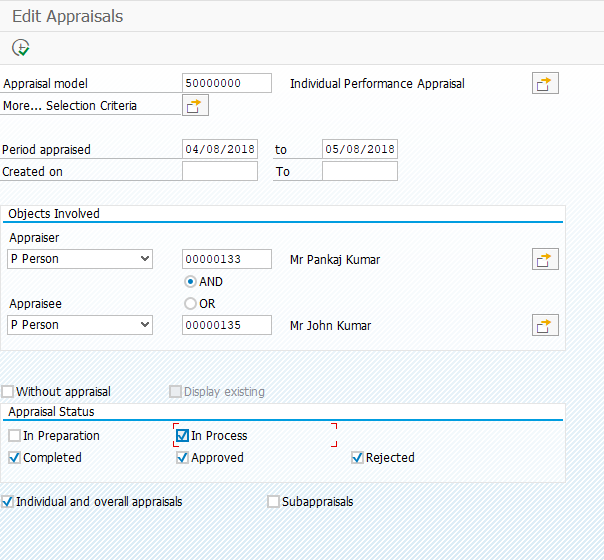 Edit Appraisals
Appraisal model 50000000 Individual Performance Appraisal
More... Selection Criteria
Period appraised 04/08/2018 to 05/08/2018
Created on To
Objects Involved
Appraiser
P Person 00000133 Mr Pankaj Kumar
AND
Appraisee OR
P Person 00000135 Mr John Kumar
Without appraisal Display existing
Appraisal Status
In Preparation In Process
Completed Approved Rejected
Individual and overall appraisals Subappraisals